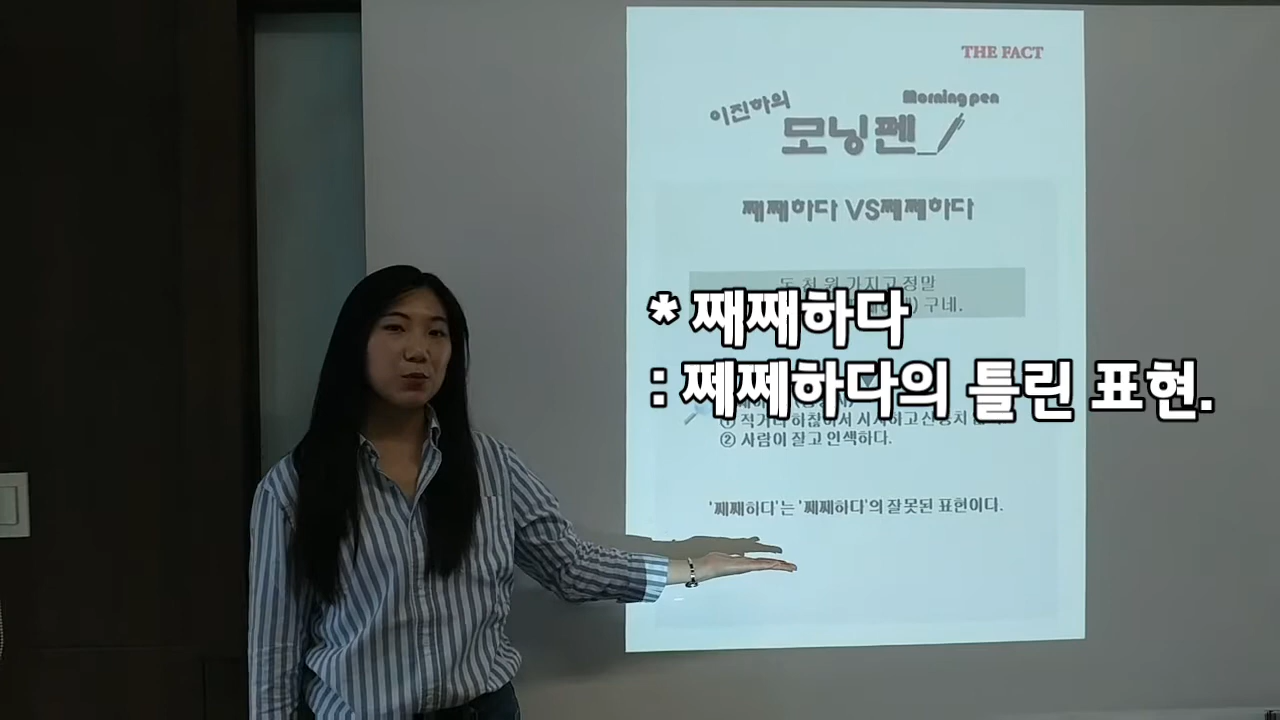 THE FACT
이진하의
Morning pen
모닝펜
째째하다 VS쩨쩨하다
돈 천 원 가지고 정말
구네.
* 째째하다
: 쩨쩨하다의 틀린 표현.
② 사람이 잘고 인색하다.
'째째하다'는 '쩨쩨하다'의 잘못된 표현이다.